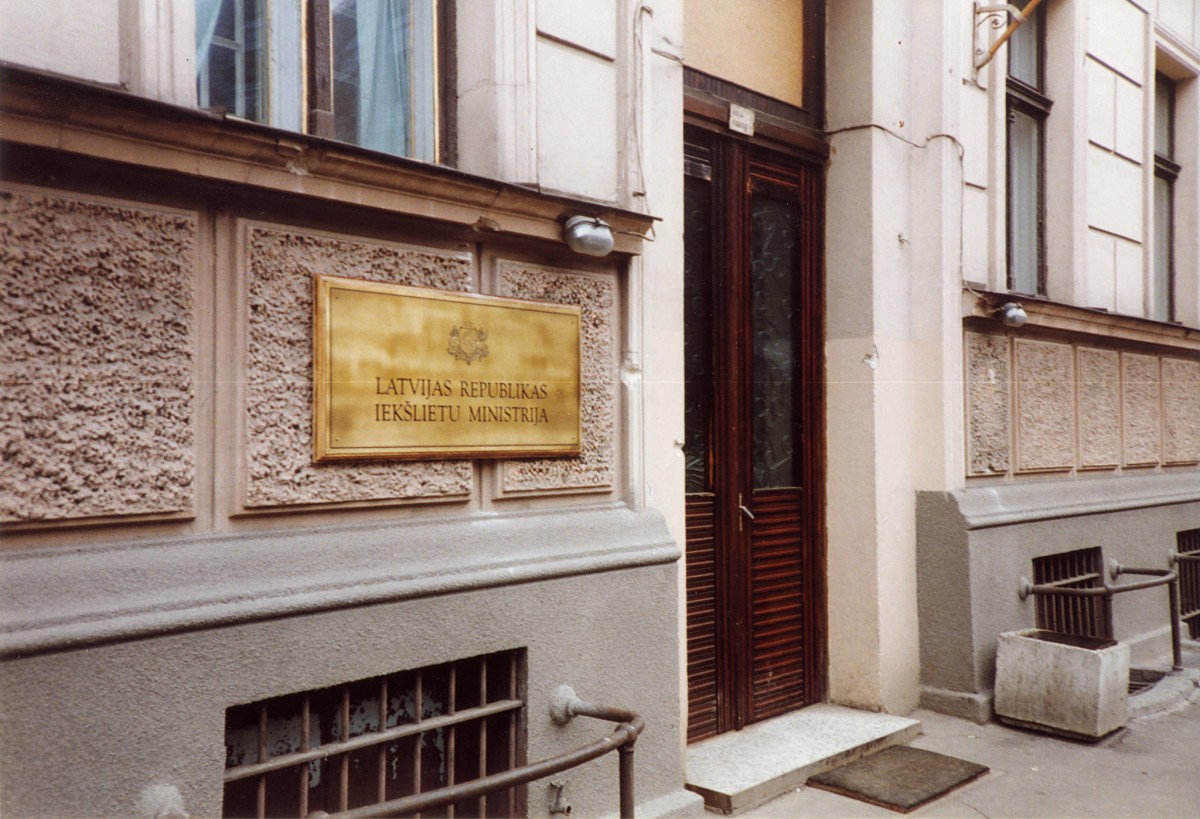 LATVIJAS REPUBLIKAS
IEKŠLIETU MINISTRIJA